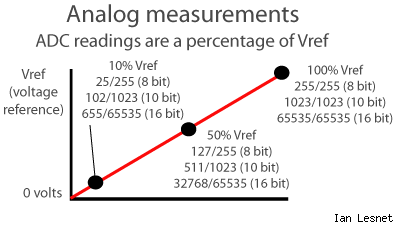 Analog measurements
ADC readings are a percentage of Vref
Vref
(voltage
reference)
10% Vref
25/255 (8 bit)
102/1023 (10 bit)
655/65535 (16 bit)
100% Vref
255/255 (8 bit)
1023/1023 (10 bit)
65535/65535 (16 bit)
50% Vref
127/255 (8 bit)
511/1023 (10 bit)
32768/65535 (16 bit)
0 volts
Ian Lesnet